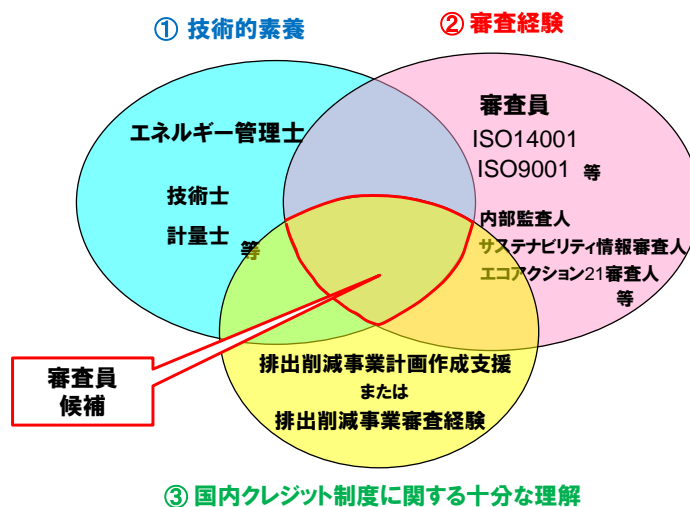 ① 技術的素養
② 審査経験
エネルギー管理士
技術士
計量士 等
審査員
ISO14001
ISO9001 等
内部監査人
サステナビリティ情報審査人
エコアクション21審査人
等
審査員
候補
排出削減事業計画作成支援
または
排出削減事業審査経験
③ 国内クレジット制度に関する十分な理解